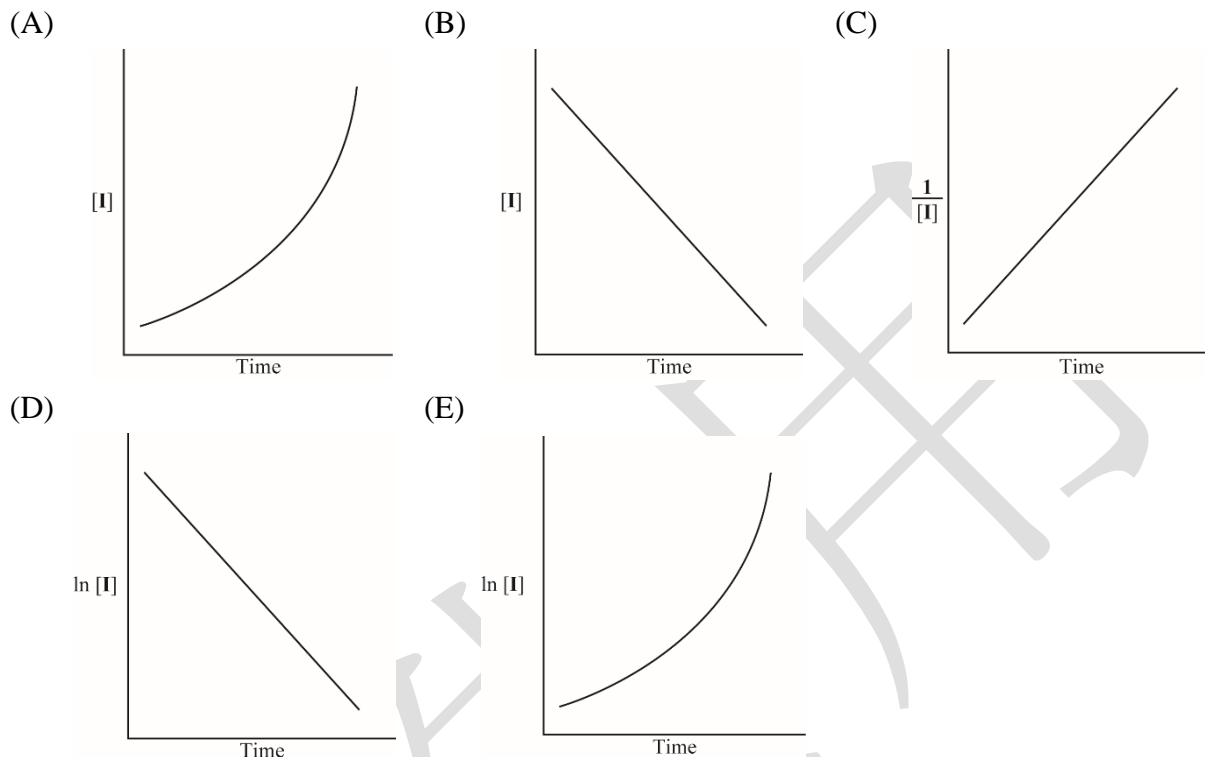 (A) (B) (C)
[I] [I] 1/[I]
Time Time Time
(D) (E)
ln [I] ln [I]
Time Time